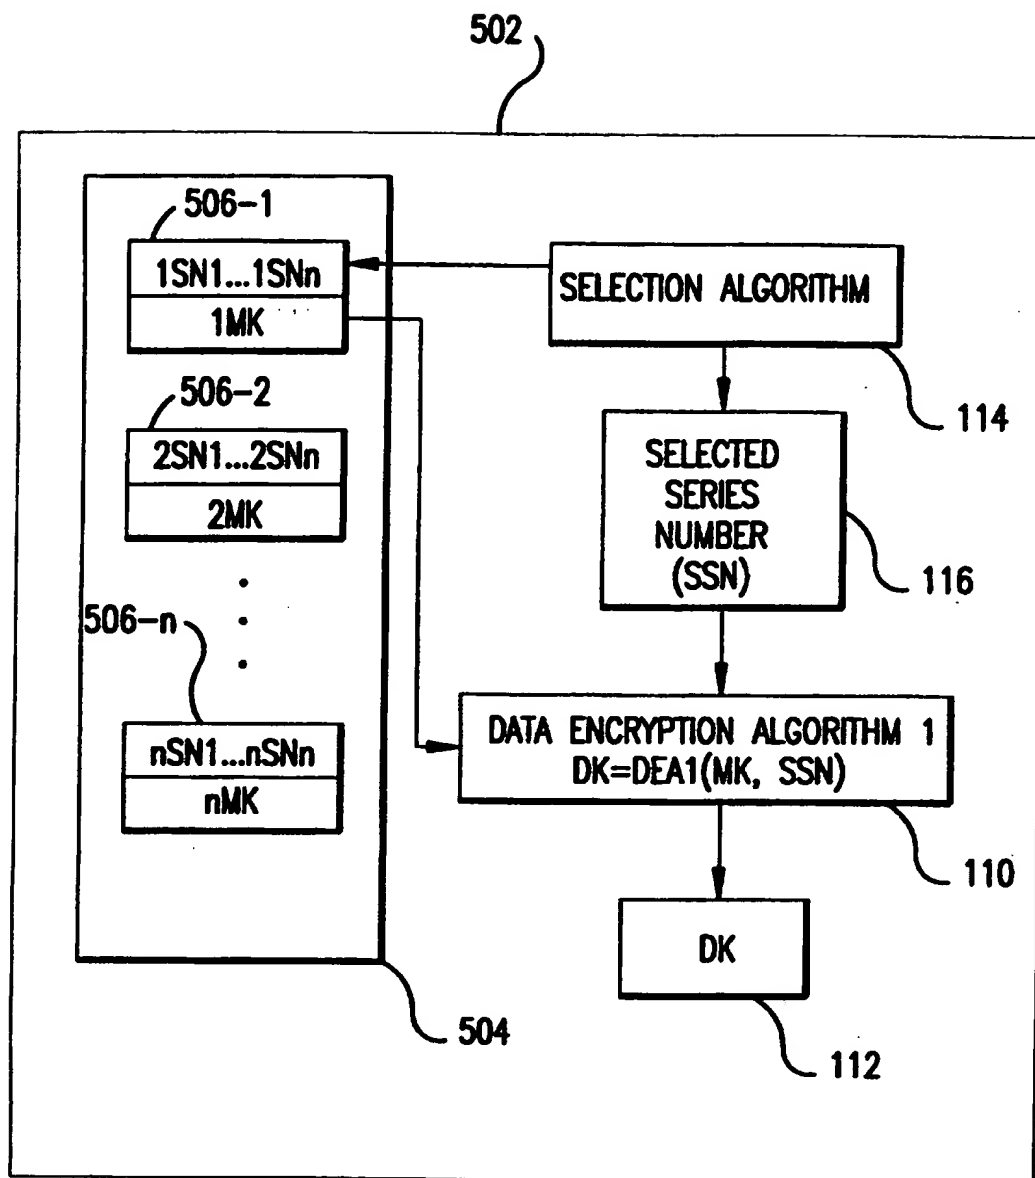 502
506-1
1SN1...1SNn
1MK
506-2
2SN1...2SNn
2MK
506-n
nSN1...nSNn
nMK
504
SELECTION ALGORITHM
114
SELECTED
SERIES
NUMBER
(SSN)
116
DATA ENCRYPTION ALGORITHM 1
DK=DEA1(MK, SSN)
110
DK
112